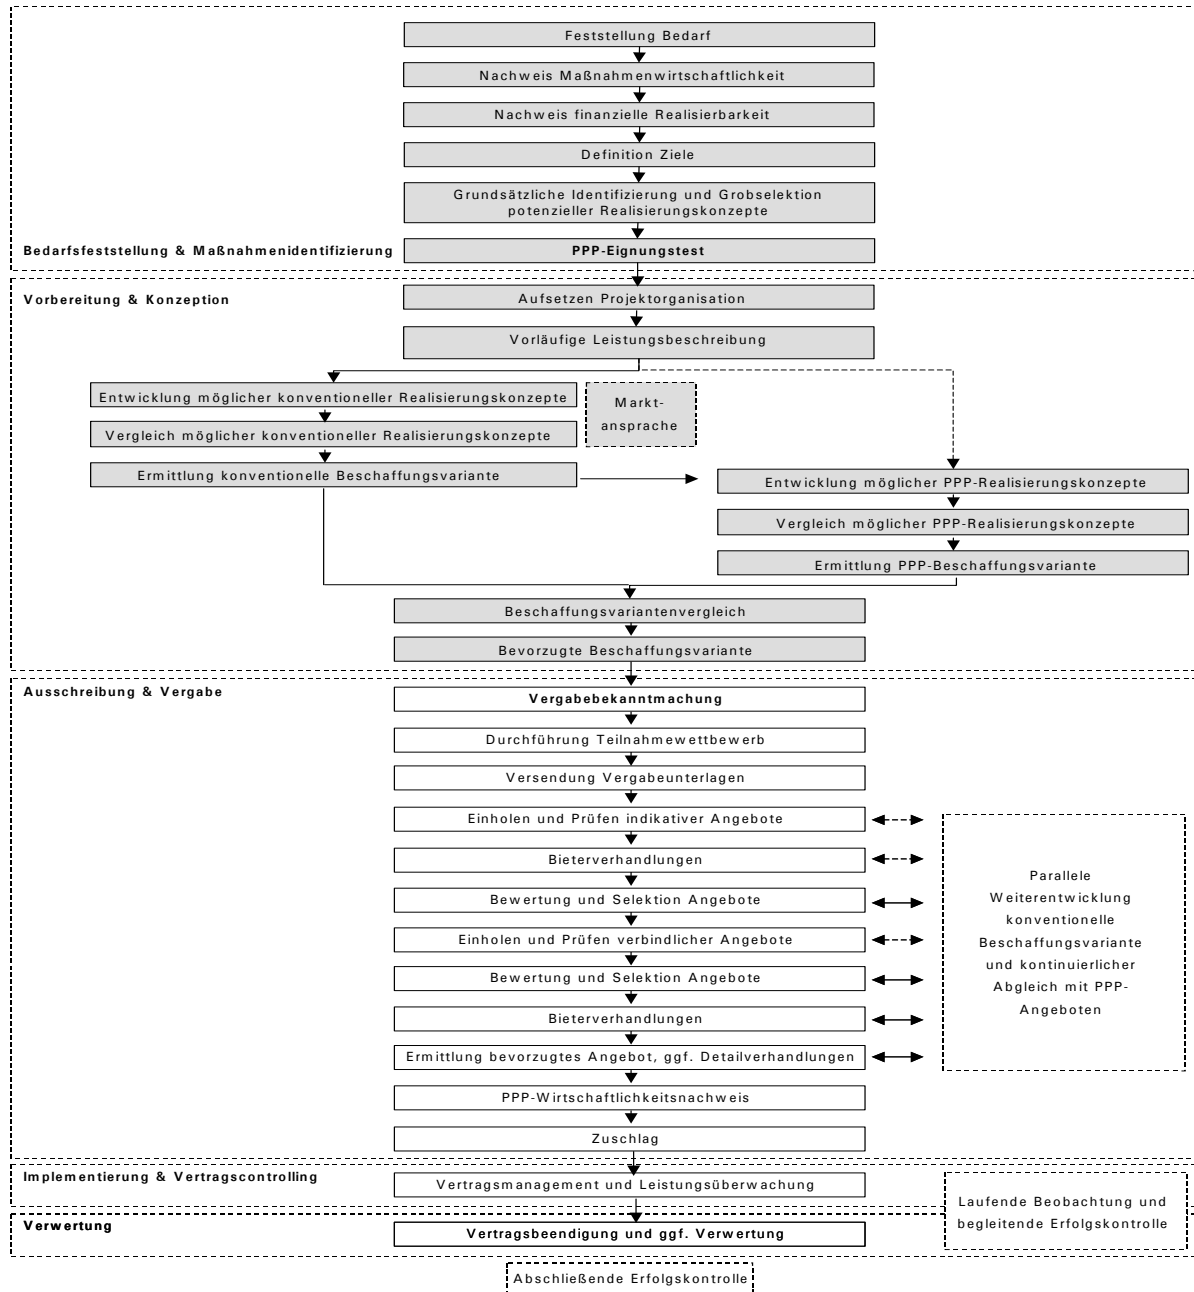 Feststellung Bedarf
Nachweis Maßnahmenwirtschaftlichkeit
Nachweis finanzielle Realisierbarkeit
Definition Ziele
Grundsätzliche Identifizierung und Grobselektion
potenzieller Realisierungskonzepte
Bedarfsfeststellung & Maßnahmenidentifizierung
PPP-Eignungstest
Vorbereitung & Konzeption
Aufsetzen Projektorganisation
Vorläufige Leistungsbeschreibung
Entwicklung möglicher konventioneller Realisierungskonzepte
Vergleich möglicher konventioneller Realisierungskonzepte
Ermittlung konventionelle Beschaffungsvariante
Markt-
ansprache
Entwicklung möglicher PPP-Realisierungskonzepte
Vergleich möglicher PPP-Realisierungskonzepte
Ermittlung PPP-Beschaffungsvariante
Beschaffungsvariantenvergleich
Bevorzugte Beschaffungsvariante
Ausschreibung & Vergabe
Vergabebekanntmachung
Durchführung Teilnahmewettbewerb
Versendung Vergabeunterlagen
Einholen und Prüfen indikativer Angebote
Bieterverhandlungen
Bewertung und Selektion Angebote
Einholen und Prüfen verbindlicher Angebote
Bewertung und Selektion Angebote
Bieterverhandlungen
Ermittlung bevorzugtes Angebot, ggf. Detailverhandlungen
PPP-Wirtschaftlichkeitsnachweis
Zuschlag
Parallele
Weiterentwicklung
konventionelle
Beschaffungsvariante
und kontinuierlicher
Abgleich mit PPP-
Angeboten
Implementierung & Vertragscontrolling
Vertragsmanagement und Leistungsüberwachung
Verwertung
Vertragsbeendigung und ggf. Verwertung
Laufende Beobachtung und
begleitende Erfolgskontrolle
Abschließende Erfolgskontrolle